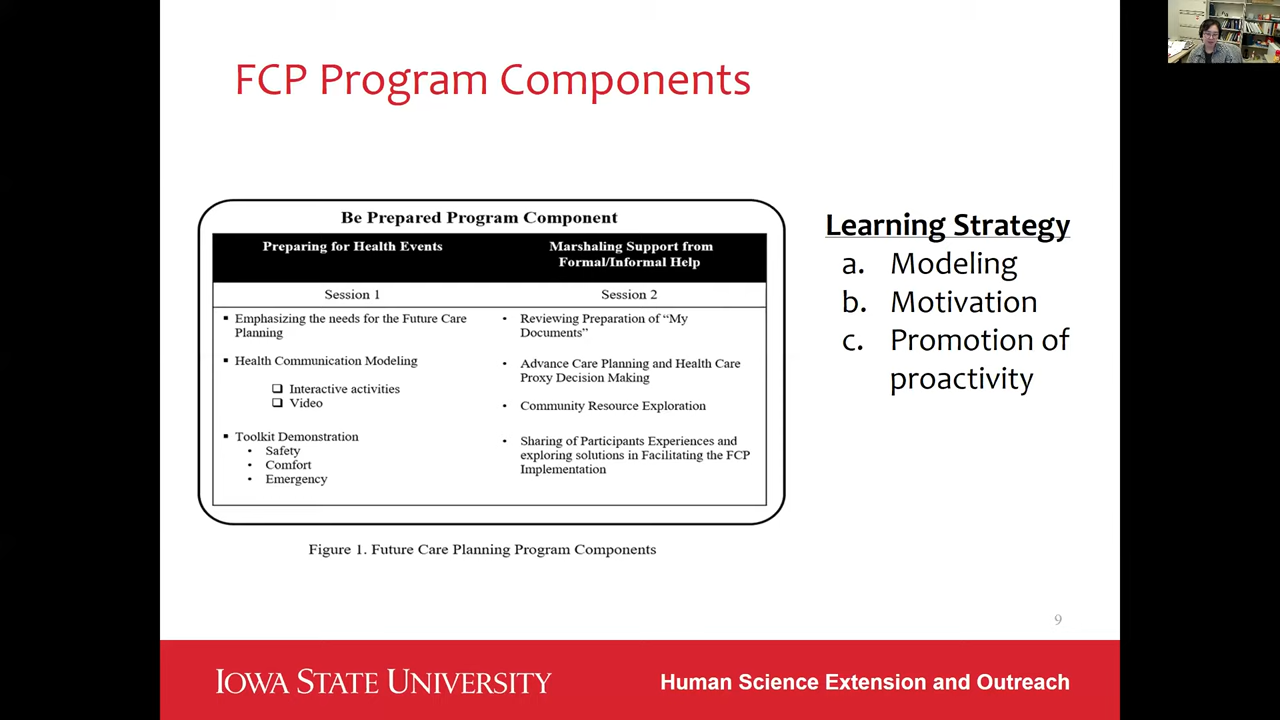 FCP Program Components
Be Prepared Program Component
Preparing for Health Events
Marshaling Support from
Formal/Informal Help
Session 1
Session 2
▪ Emphasizing the needs for the Future Care
Planning
▪ Health Communication Modeling
❑ Interactive activities
❑ Video
▪ Toolkit Demonstration
• Safety
• Comfort
• Emergency
• Reviewing Preparation of “My
Documents”
• Advance Care Planning and Health Care
Proxy Decision Making
• Community Resource Exploration
• Sharing of Participants Experiences and
exploring solutions in Facilitating the FCP
Implementation
Figure 1. Future Care Planning Program Components
Learning Strategy
a. Modeling
b. Motivation
c. Promotion of
proactivity
9
IOWA STATE UNIVERSITY
Human Science Extension and Outreach